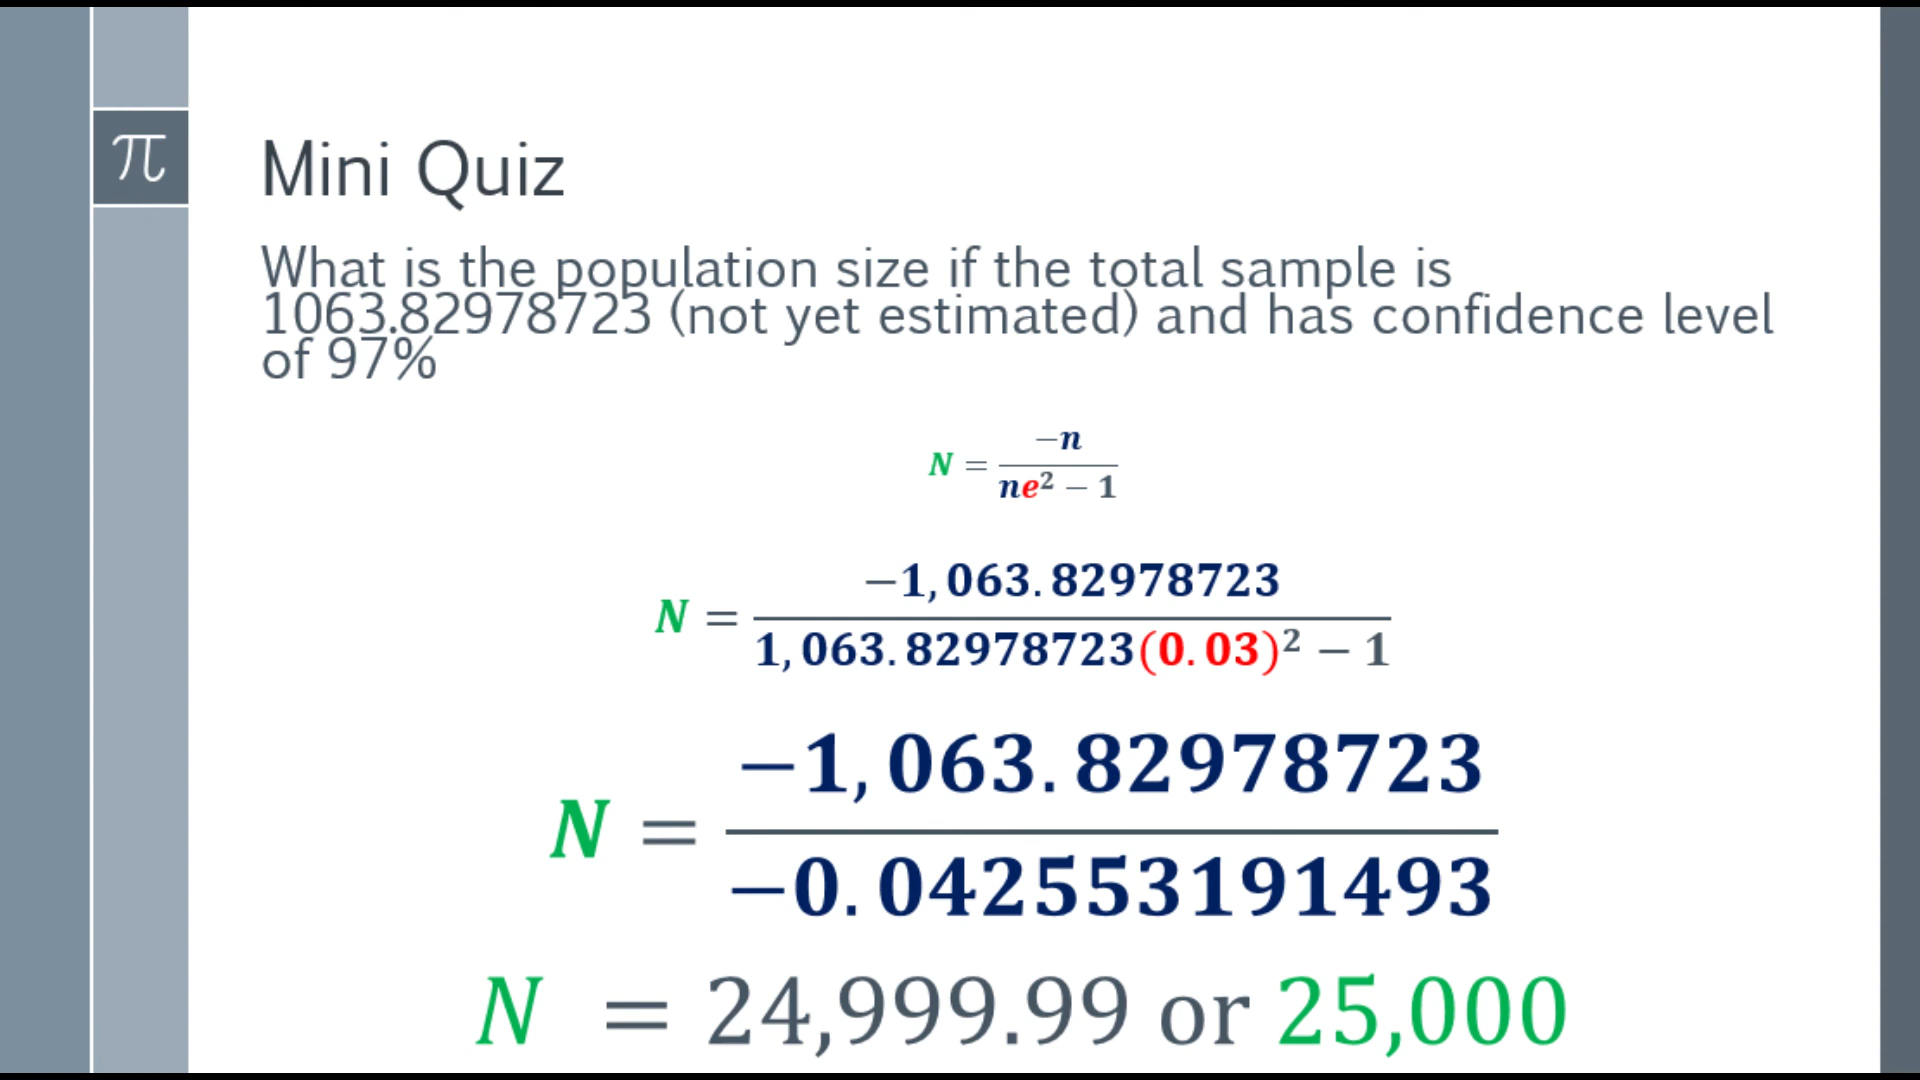 π
Mini Quiz
What is the population size if the total sample is
1063.82978723 (not yet estimated) and has confidence level
of 97%
N = −n / ne² − 1
N = −1,063.82978723 / 1,063.82978723(0.03)² − 1
N = −1,063.82978723 / −0.042553191493
N = 24,999.99 or 25,000